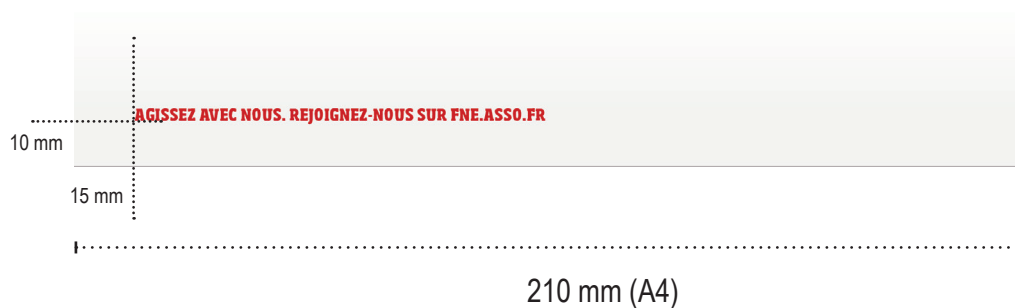 AGISSEZ AVEC NOUS. REJOIGNEZ-NOUS SUR FNE.ASSO.FR
10 mm
15 mm
210 mm (A4)